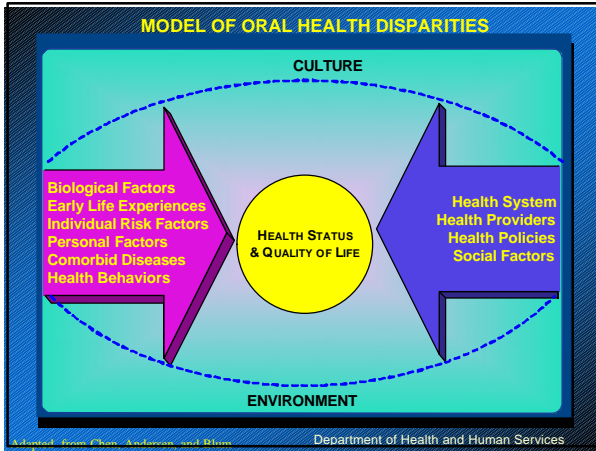 MODEL OF ORAL HEALTH DISPARITIES
CULTURE
Biological Factors
Early Life Experiences
Individual Risk Factors
Personal Factors
Comorbid Diseases
Health Behaviors
HEALTH STATUS
& QUALITY OF LIFE
Health System
Health Providers
Health Policies
Social Factors
ENVIRONMENT
Adapted from Chen, Andersen, and Blum
Department of Health and Human Services